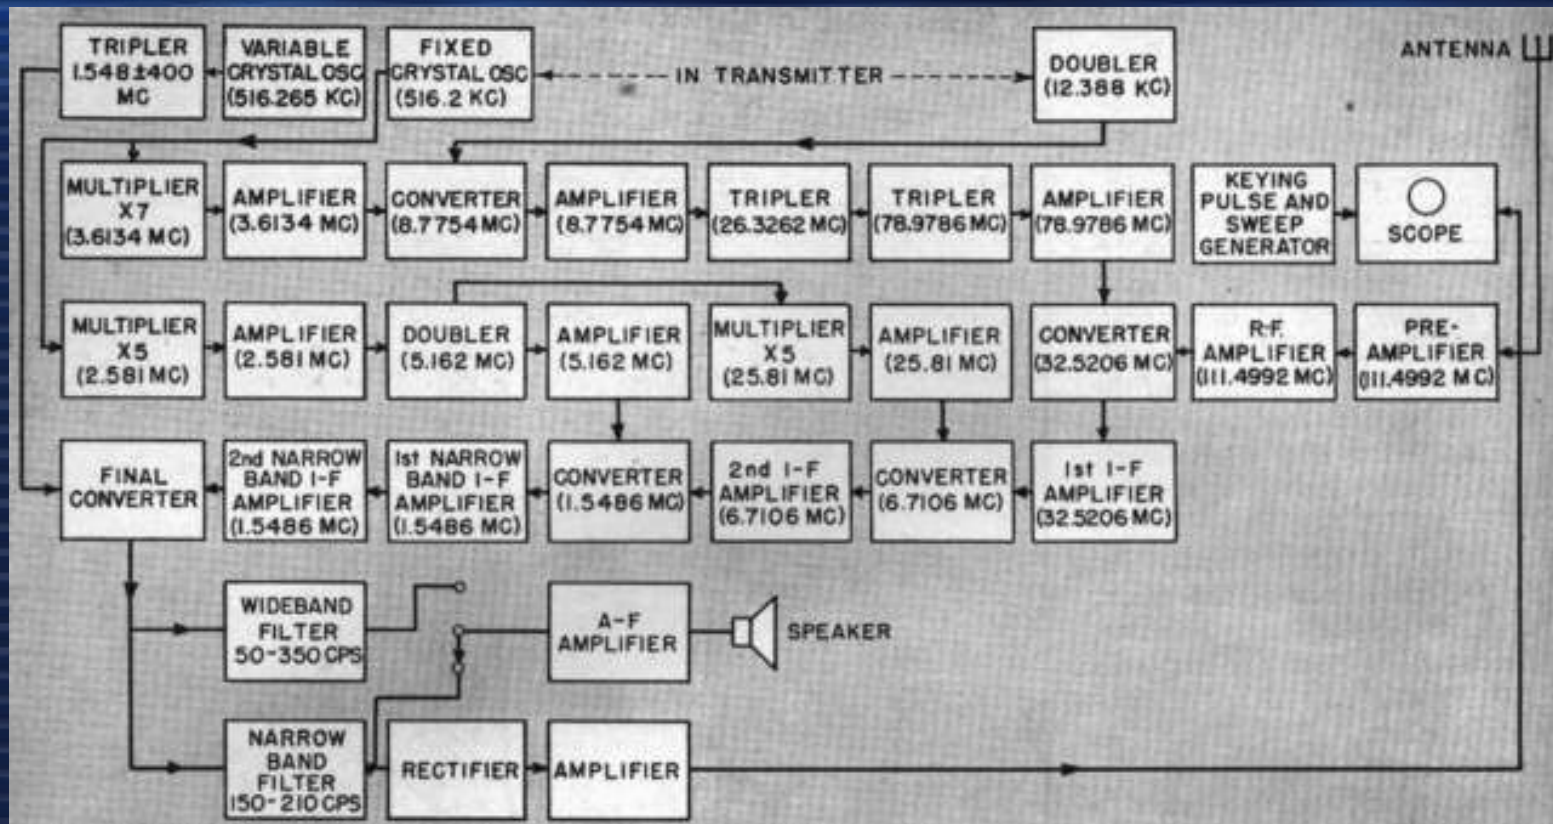 TRIPLER
1.548±400
MC
VARIABLE
CRYSTAL OSC
(516.265 KC)
FIXED
CRYSTAL OSC
(516.2 KC)
IN TRANSMITTER
DOUBLER
(12.388 KC)
ANTENNA
MULTIPLIER
X7
(3.6134 MC)
AMPLIFIER
(3.6134 MC)
CONVERTER
(8.7754 MC)
AMPLIFIER
(8.7754 MC)
TRIPLER
(26.3262 MC)
TRIPLER
(78.9786 MC)
AMPLIFIER
(78.9786 MC)
KEYING
PULSE AND
SWEEP
GENERATOR
SCOPE
MULTIPLIER
X5
(2.581 MC)
AMPLIFIER
(2.581 MC)
DOUBLER
(5.162 MC)
AMPLIFIER
(5.162 MC)
MULTIPLIER
X5
(25.81 MC)
AMPLIFIER
(25.81 MC)
CONVERTER
(32.5206 MC)
R-F.
AMPLIFIER
(111.4992 MC)
PRE-
AMPLIFIER
(111.4992 MC)
FINAL
CONVERTER
2nd NARROW
BAND I-F
AMPLIFIER
(1.5486 MC)
1st NARROW
BAND I-F
AMPLIFIER
(1.5486 MC)
CONVERTER
(1.5486 MC)
2nd I-F
AMPLIFIER
(6.7106 MC)
CONVERTER
(6.7106 MC)
1st I-F
AMPLIFIER
(32.5206 MC)
WIDEBAND
FILTER
50-350 CPS
A-F
AMPLIFIER
SPEAKER
NARROW
BAND
FILTER
150-210 CPS
RECTIFIER
AMPLIFIER